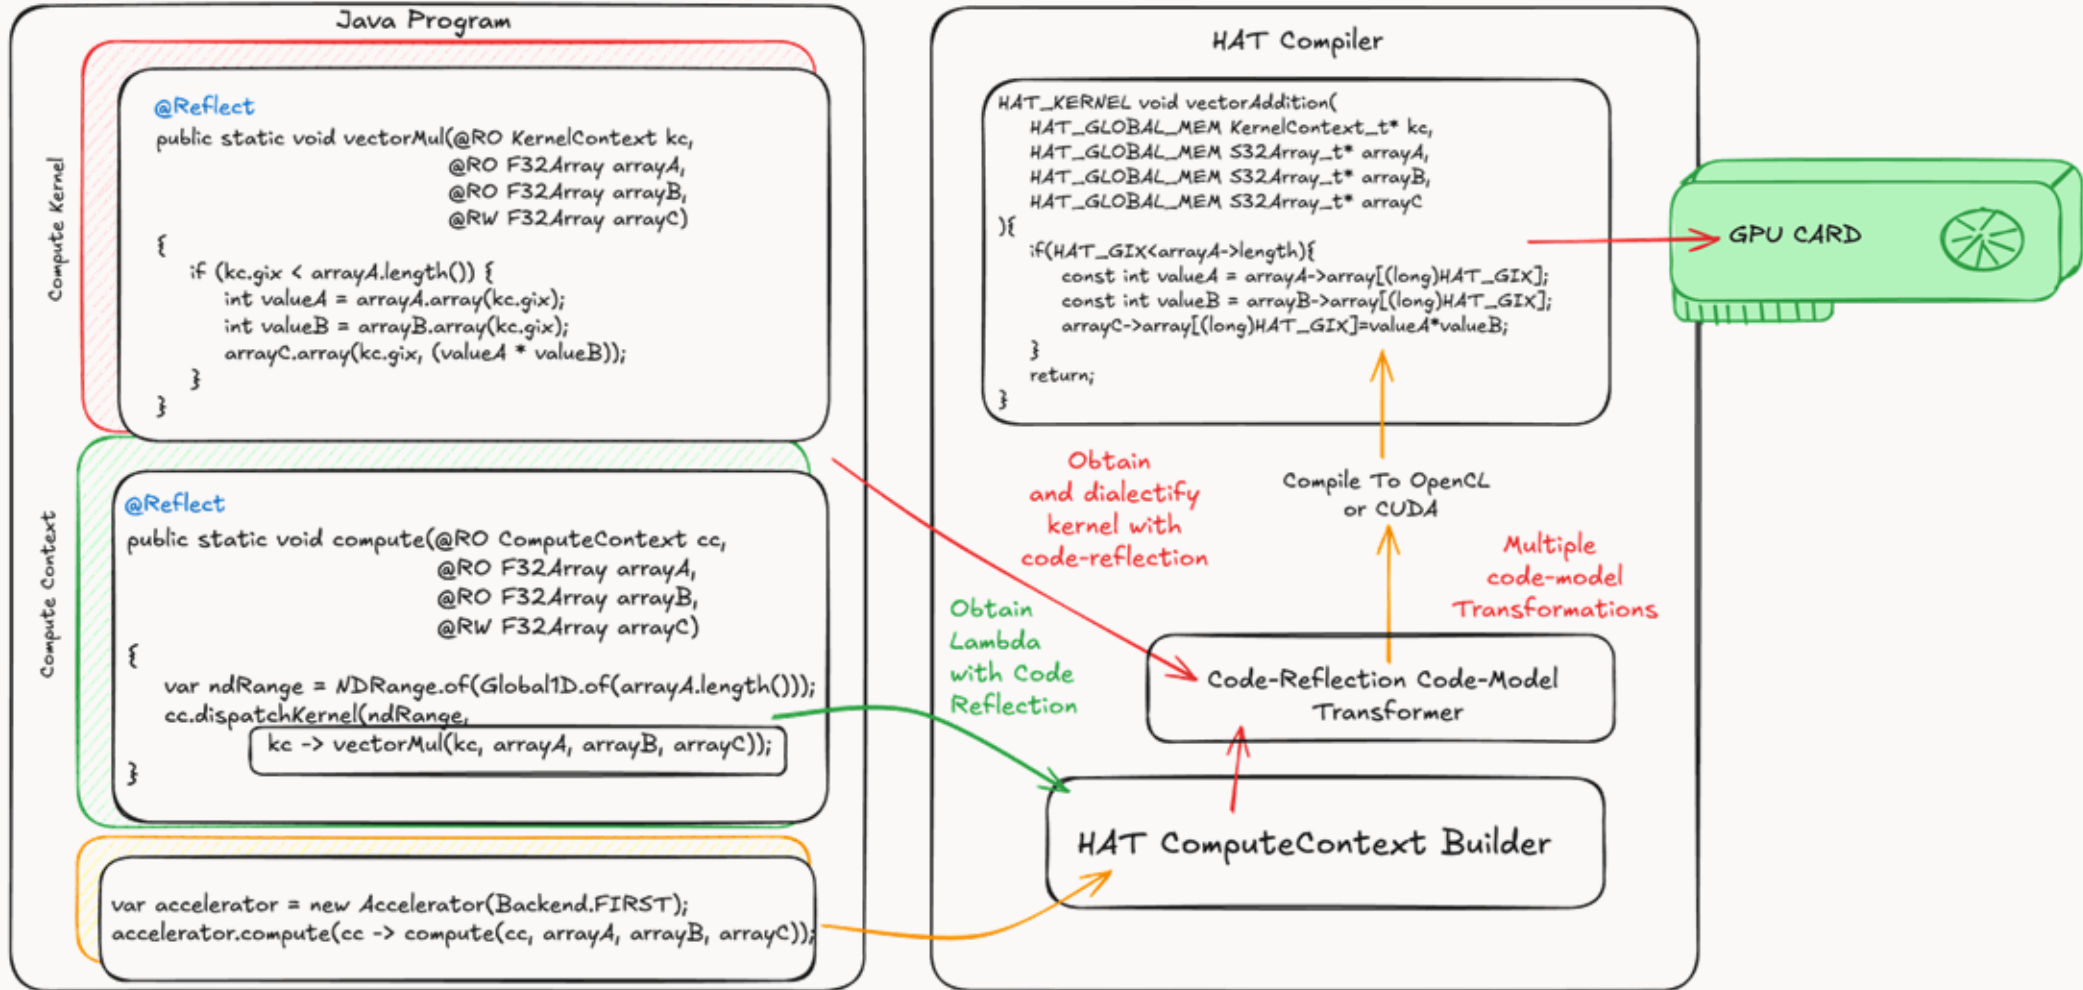 Java Program
Compute Kernel
@Reflect
public static void vectorMul(@RO KernelContext kc,
@RO F32Array arrayA,
@RO F32Array arrayB,
@RW F32Array arrayC)
{
if (kc.gix < arrayA.length()) {
int valueA = arrayA.array(kc.gix);
int valueB = arrayB.array(kc.gix);
arrayC.array(kc.gix, (valueA * valueB));
}
}
Compute Context
@Reflect
public static void compute(@RO ComputeContext cc,
@RO F32Array arrayA,
@RO F32Array arrayB,
@RW F32Array arrayC)
{
var ndRange = NDRange.of(Global1D.of(arrayA.length()));
cc.dispatchKernel(ndRange,
kc -> vectorMul(kc, arrayA, arrayB, arrayC));
}
var accelerator = new Accelerator(Backend.FIRST);
accelerator.compute(cc -> compute(cc, arrayA, arrayB, arrayC));
HAT Compiler
HAT_KERNEL void vectorAddition(
HAT_GLOBAL_MEM KernelContext_t* kc,
HAT_GLOBAL_MEM S32Array_t* arrayA,
HAT_GLOBAL_MEM S32Array_t* arrayB,
HAT_GLOBAL_MEM S32Array_t* arrayC
){
if(HAT_GIX<arrayA->length){
const int valueA = arrayA->array[(long)HAT_GIX];
const int valueB = arrayB->array[(long)HAT_GIX];
arrayC->array[(long)HAT_GIX]=valueA*valueB;
}
return;
}
GPU CARD
Obtain
and dialectify
kernel with
code-reflection
Compile To OpenCL
or CUDA
Multiple
code-model
Transformations
Obtain
Lambda
with Code
Reflection
Code-Reflection Code-Model
Transformer
HAT ComputeContext Builder